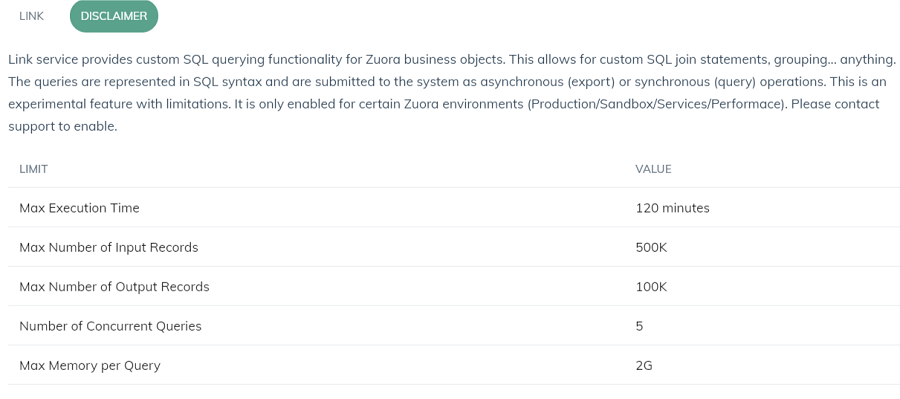 LINK DISCLAIMER
Link service provides custom SQL querying functionality for Zuora business objects. This allows for custom SQL join statements, grouping... anything.
The queries are represented in SQL syntax and are submitted to the system as asynchronous (export) or synchronous (query) operations. This is an
experimental feature with limitations. It is only enabled for certain Zuora environments (Production/Sandbox/Services/Performace). Please contact
support to enable.
LIMIT VALUE
Max Execution Time 120 minutes
Max Number of Input Records 500K
Max Number of Output Records 100K
Number of Concurrent Queries 5
Max Memory per Query 2G